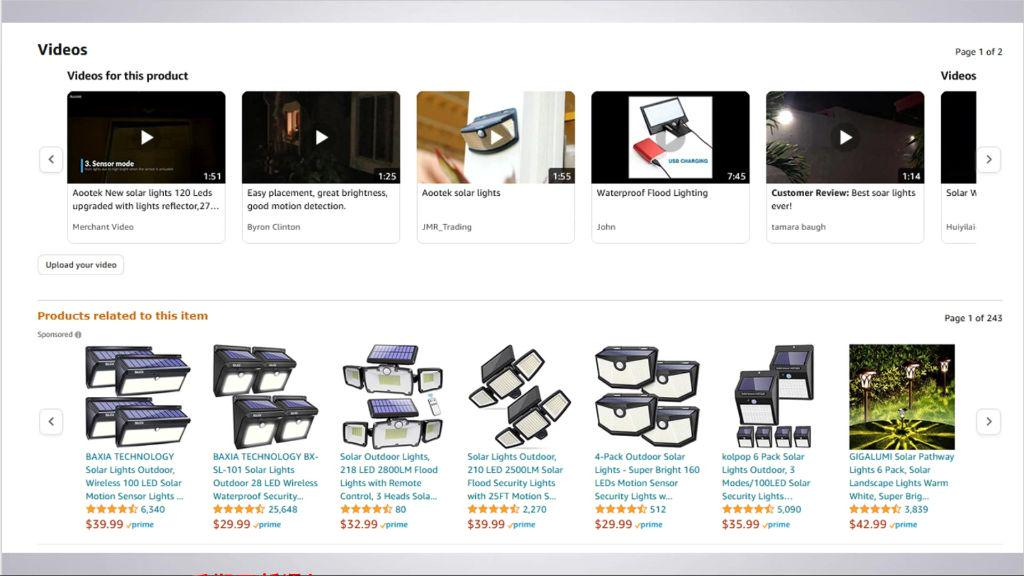 Videos
Page 1 of 2
Videos for this product
Videos
3. Sensor mode
1:51
1:25
1:55
USB CHARGING
7:45
1:14
Aootek New solar lights 120 Leds
upgraded with lights reflector,27...
Merchant Video
Easy placement, great brightness,
good motion detection.
Byron Clinton
Aootek solar lights
JMR_Trading
Waterproof Flood Lighting
John
Customer Review: Best soar lights
ever!
tamara baugh
Solar W
Huiyilai
Upload your video
Products related to this item
Page 1 of 243
Sponsored
BAXIA TECHNOLOGY
Solar Lights Outdoor,
Wireless 100 LED Solar
Motion Sensor Lights ...
6,340
$39.99 prime
BAXIA TECHNOLOGY BX-
SL-101 Solar Lights
Outdoor 28 LED Wireless
Waterproof Security...
25,648
$29.99 prime
Solar Outdoor Lights,
218 LED 2800LM Flood
Lights with Remote
Control, 3 Heads Sola...
80
$32.99 prime
Solar Lights Outdoor,
210 LED 2500LM Solar
Flood Security Lights
with 25FT Motion S...
2,270
$39.99 prime
4-Pack Outdoor Solar
Lights - Super Bright 160
LEDs Motion Sensor
Security Lights w...
512
$29.99 prime
kolpop 6 Pack Solar
Lights Outdoor, 3
Modes/100LED Solar
Security Lights...
5,090
$35.99 prime
GIGALUMI Solar Pathway
Lights 6 Pack, Solar
Landscape Lights Warm
White, Super Brig...
3,839
$42.99 prime